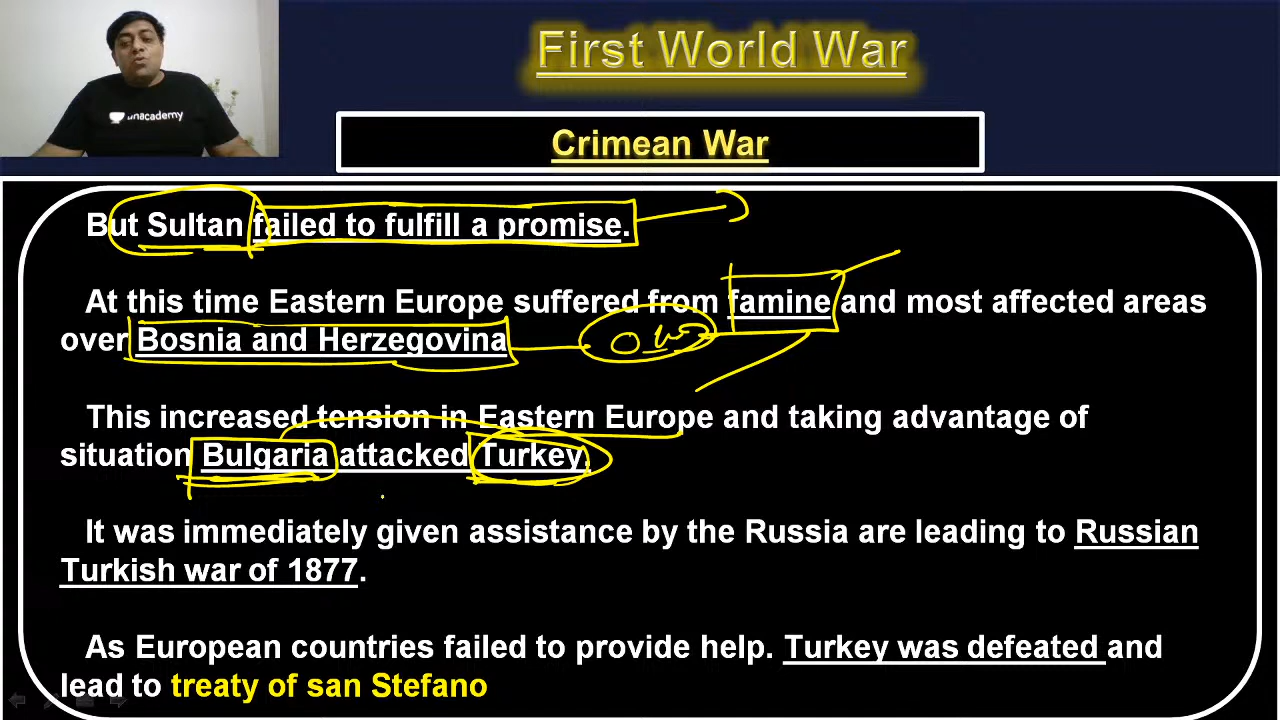 unacademy
First World War
Crimean War
But Sultan failed to fulfill a promise.
At this time Eastern Europe suffered from famine and most affected areas
over Bosnia and Herzegovina
This increased tension in Eastern Europe and taking advantage of
situation Bulgaria attacked Turkey.
It was immediately given assistance by the Russia are leading to Russian
Turkish war of 1877.
As European countries failed to provide help. Turkey was defeated and
lead to treaty of san Stefano